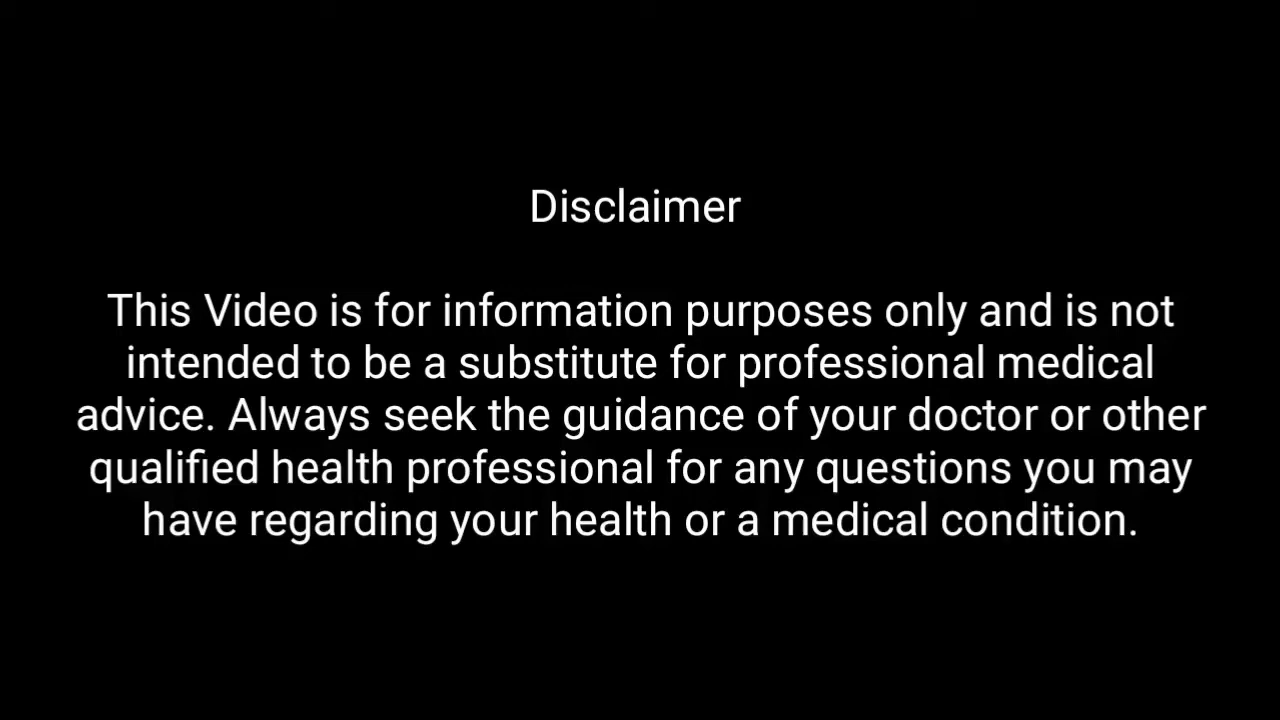 Disclaimer
This Video is for information purposes only and is not
intended to be a substitute for professional medical
advice. Always seek the guidance of your doctor or other
qualified health professional for any questions you may
have regarding your health or a medical condition.